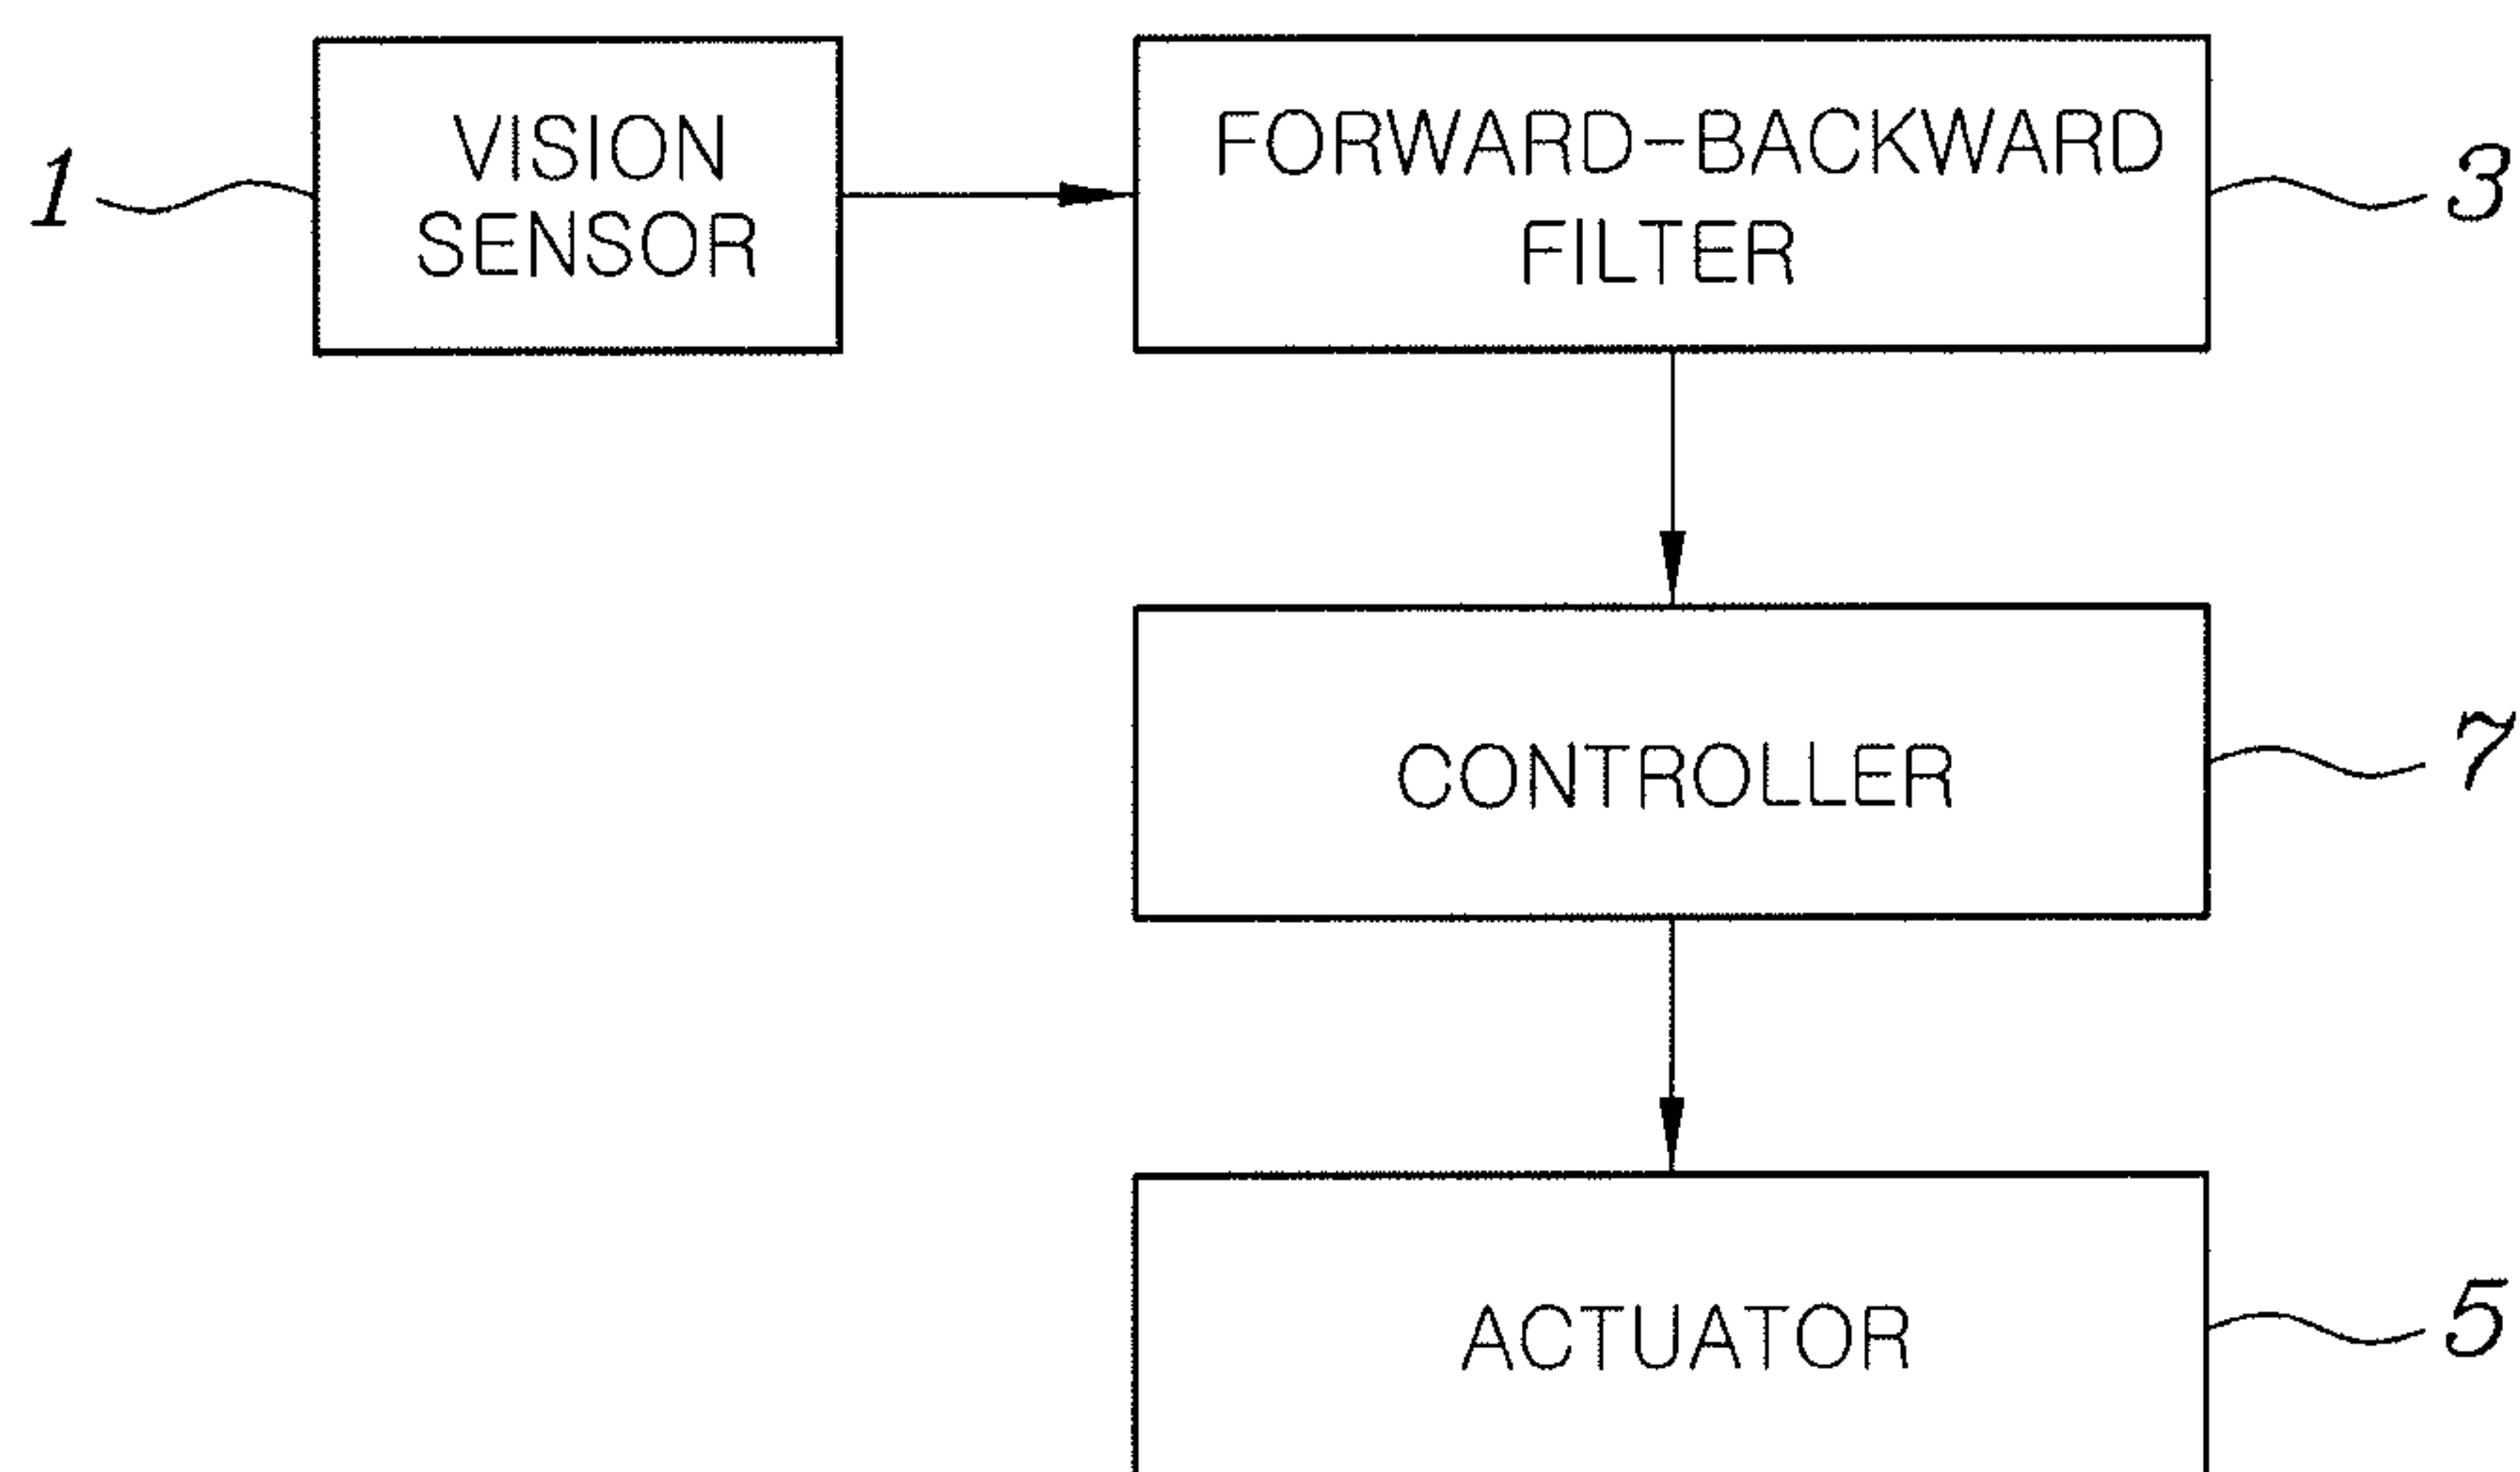 1
VISION
SENSOR
FORWARD-BACKWARD
FILTER
3
CONTROLLER
7
ACTUATOR
5